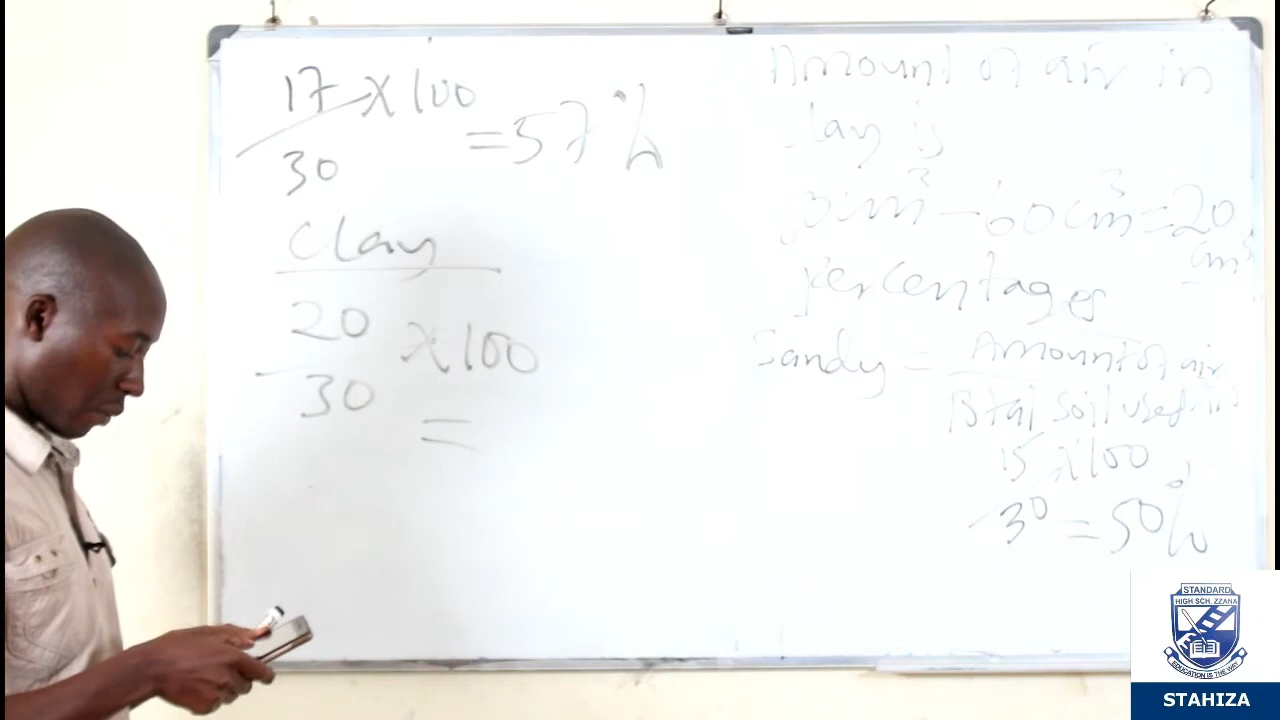 17 x 100
30
= 57%
Clay
20 x 100
30
=
Amount of air in
lay is
cm³ - 60cm³ = 20
cm³
percentages
Sandy = Amount of air
Total soil used
15 x 100
30 = 50%
STANDARD
HIGH SCH. ZZANA
EDUCATION IS THE WAY
STAHIZA